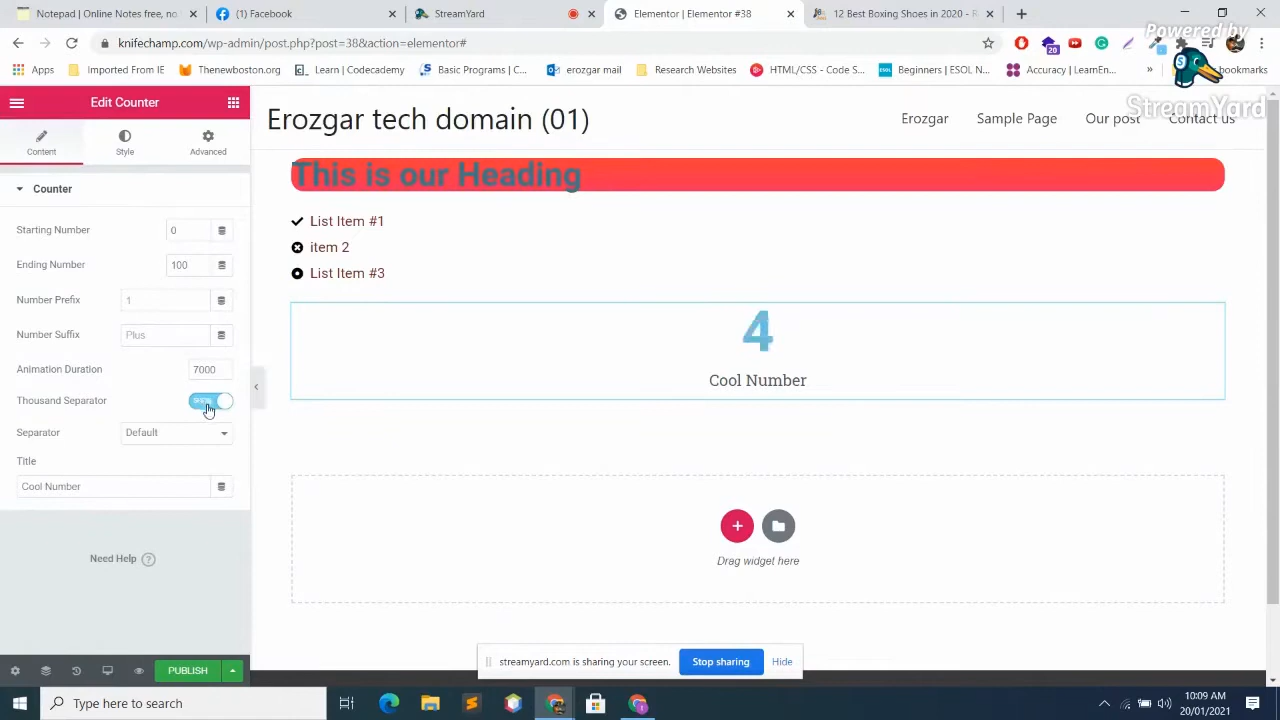 Notepad | Online Notes free, no
(1) Facebook
StreamYard
Elementor | Elementor #38
12 Best Boxing Shoes in 2020 - R
knifechamp.com/wp-admin/post.php?post=38&action=elementor#
20
Powered by
StreamYard
Apps
Imported From IE
Thenewboston.org
Learn | Codecademy
Basic Programs | C...
erozgar mail
Research Websites
HTML/CSS - Code S...
Beginners | ESOL N...
Accuracy | LearnEn...
»
bookmarks
Edit Counter
Content
Style
Advanced
Counter
Starting Number
0
Ending Number
100
Number Prefix
1
Number Suffix
Plus
Animation Duration
7000
Thousand Separator
Separator
Default
Title
Cool Number
Need Help ?
PUBLISH
Erozgar tech domain (01)
Erozgar
Sample Page
Our post
Contact us
This is our Heading
List Item #1
item 2
List Item #3
4
Cool Number
Drag widget here
streamyard.com is sharing your screen.
Stop sharing
Hide
Type here to search
10:09 AM
20/01/2021